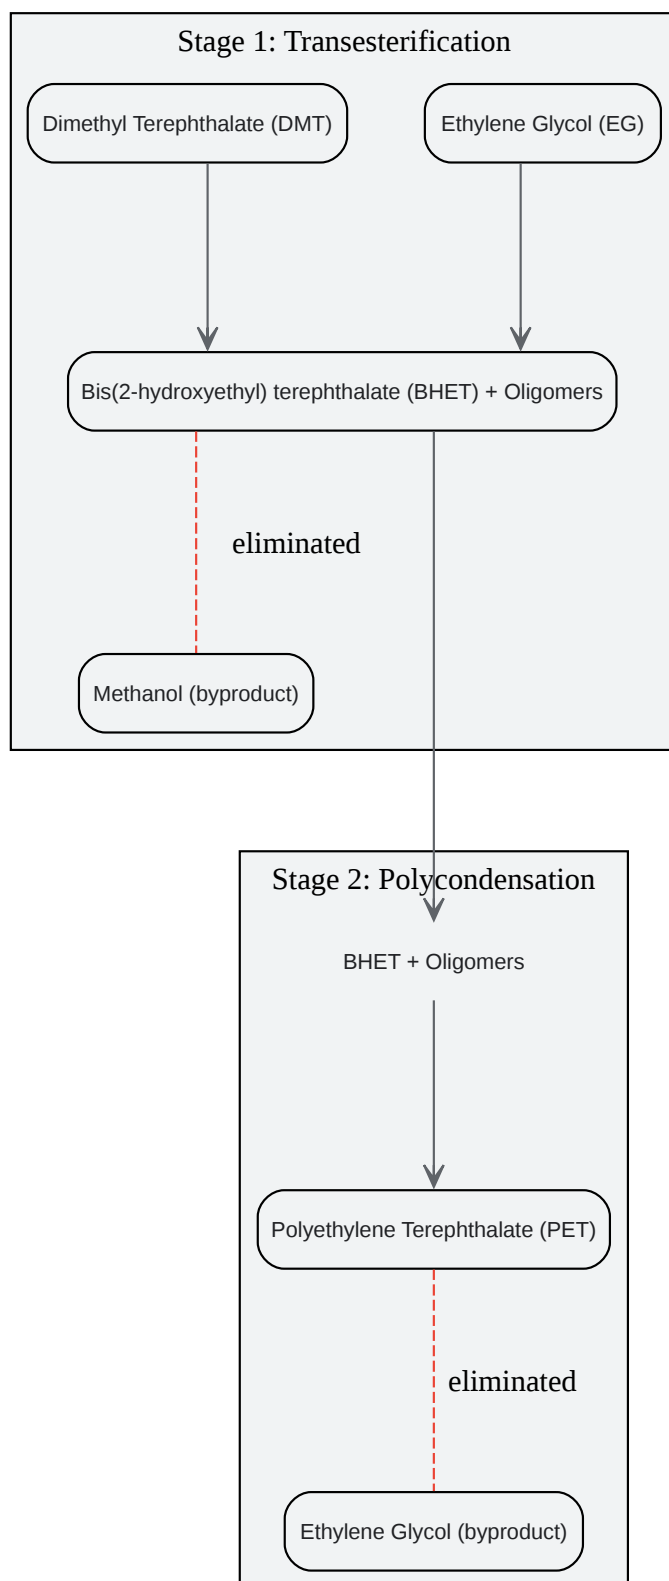 Stage 1: Transesterification
Dimethyl Terephthalate (DMT)
Ethylene Glycol (EG)
Bis(2-hydroxyethyl) terephthalate (BHET) + Oligomers
eliminated
Methanol (byproduct)
Stage 2: Polycondensation
BHET + Oligomers
Polyethylene Terephthalate (PET)
eliminated
Ethylene Glycol (byproduct)